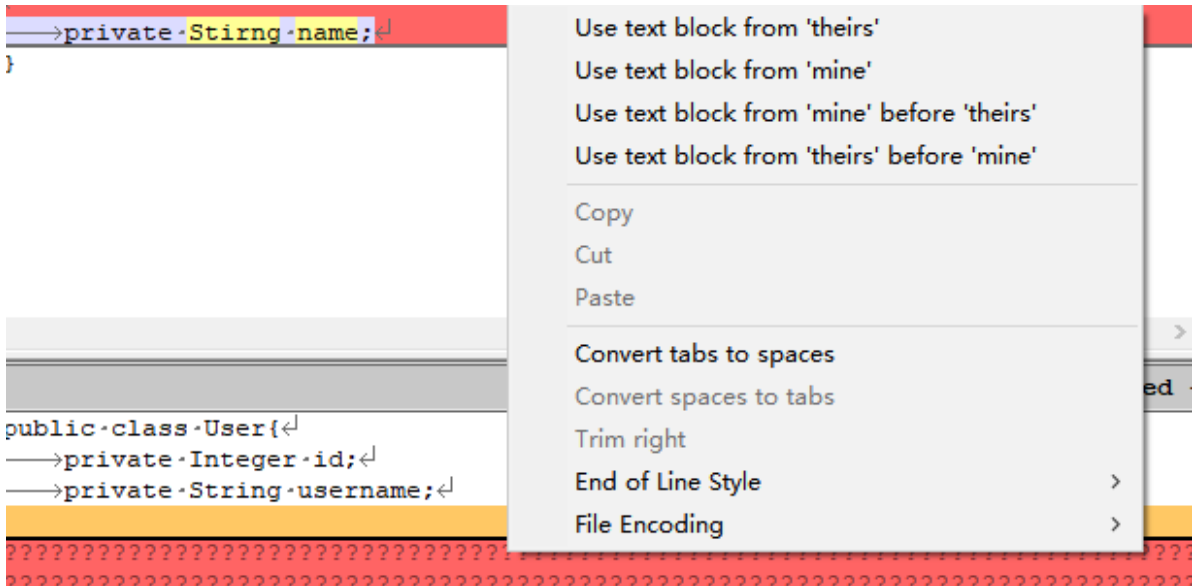 private Stirng name;
}
Use text block from 'theirs'
Use text block from 'mine'
Use text block from 'mine' before 'theirs'
Use text block from 'theirs' before 'mine'
Copy
Cut
Paste
Convert tabs to spaces
Convert spaces to tabs
Trim right
End of Line Style
File Encoding
ed
public class User{
private Integer id;
private String username;